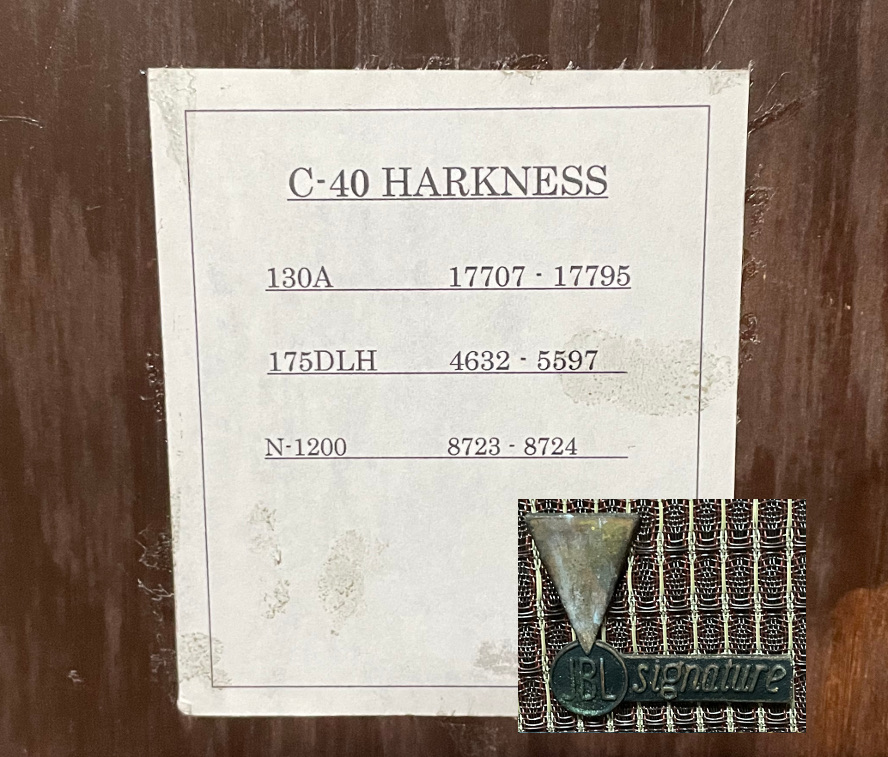 C-40 HARKNESS
130A 17707 - 17795
175DLH 4632 - 5597
N-1200 8723 - 8724
JBL signature